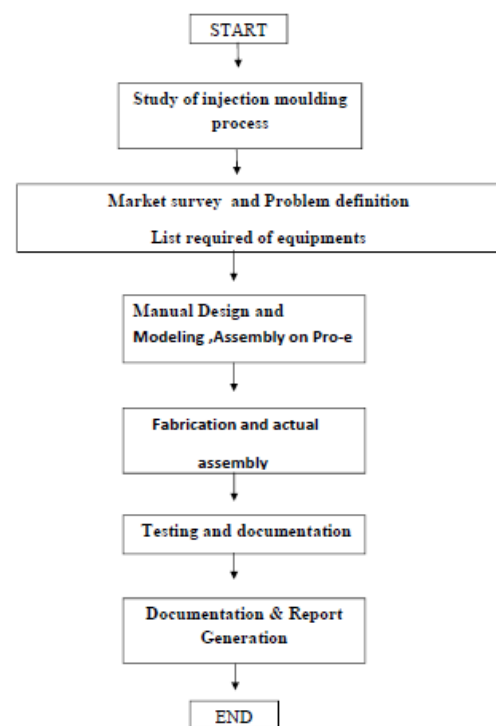 START
Study of injection moulding
process
Market survey and Problem definition
List required of equipments
Manual Design and
Modeling ,Assembly on Pro-e
Fabrication and actual
assembly
Testing and documentation
Documentation & Report
Generation
END